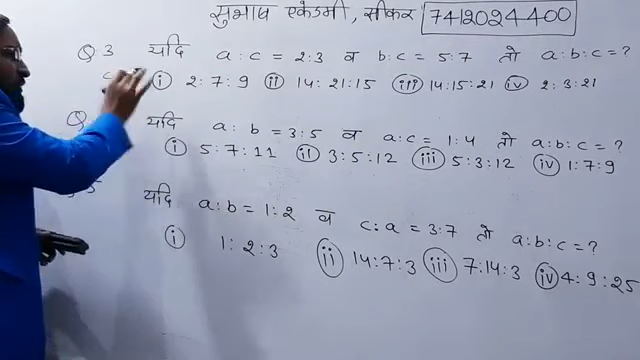 सुभाष एकेडमी, सीकर 7412024400
Q 3 यदि a:c = 2:3 व b:c = 5:7 तो a:b:c = ?
(i) 2:7:9 (ii) 14:21:15 (iii) 14:15:21 (iv) 2:3:21
Q यदि a:b = 3:5 व a:c = 1:4 तो a:b:c = ?
(i) 5:7:11 (ii) 3:5:12 (iii) 5:3:12 (iv) 1:7:9
यदि a:b = 1:2 व c:a = 3:7 तो a:b:c = ?
(i) 1:2:3 (ii) 14:7:3 (iii) 7:14:3 (iv) 4:9:25